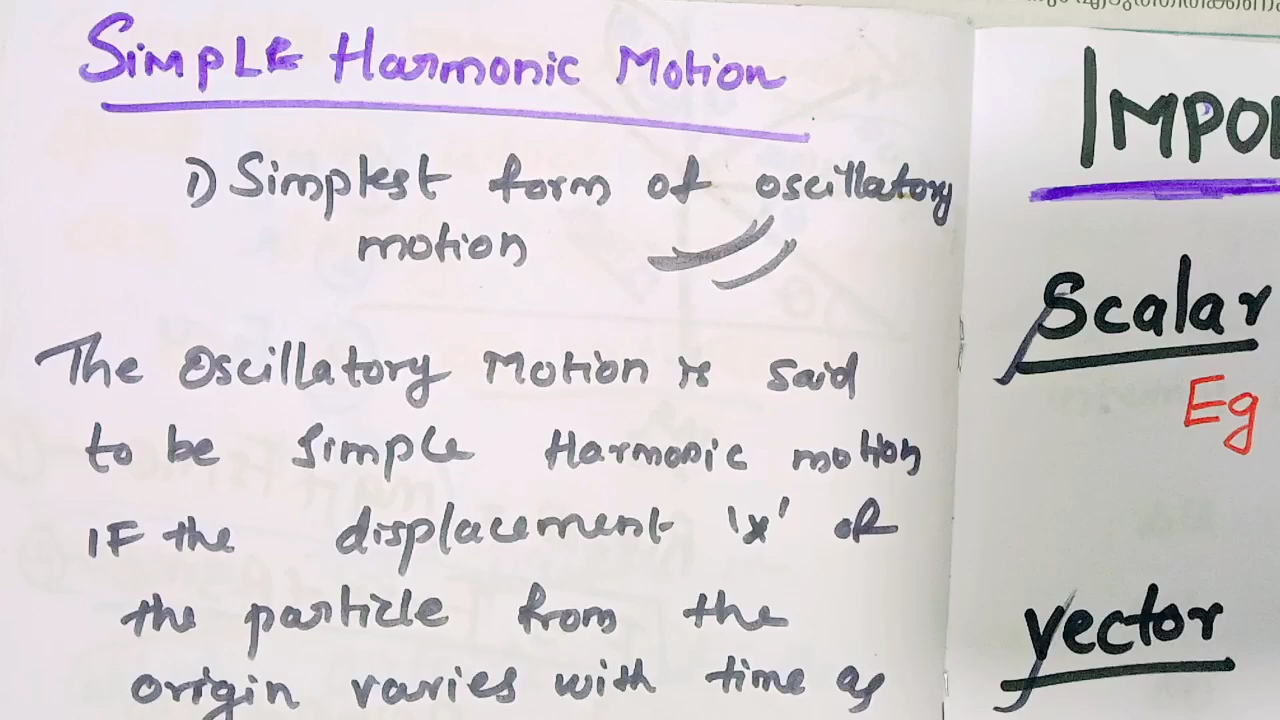 SIMPLE Harmonic Motion
1) Simplest form of oscillatory
motion
The Oscillatory Motion is said
to be simple Harmonic motion
IF the displacement 'x' of
the particle from the
origin varies with time as
IMPO
Scalar
Eg
Vector